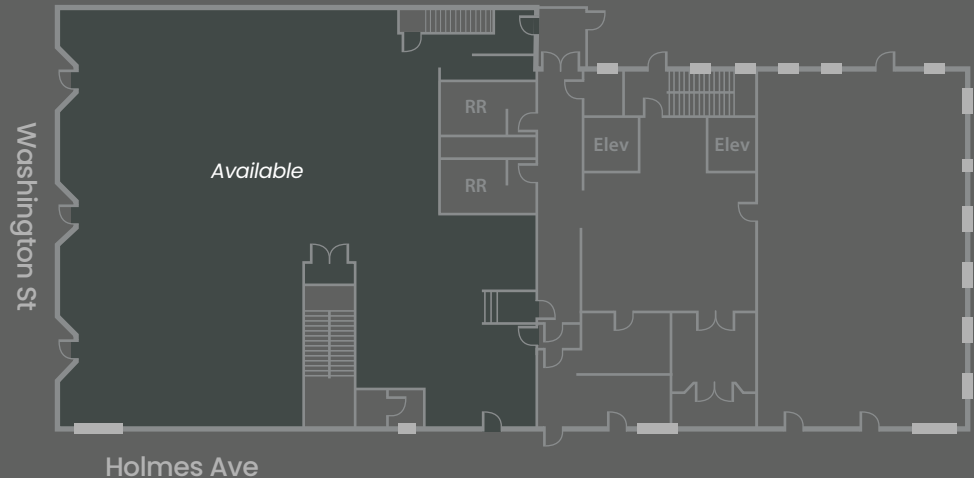 RR
Elev
Elev
Available
RR
Washington St
Holmes Ave